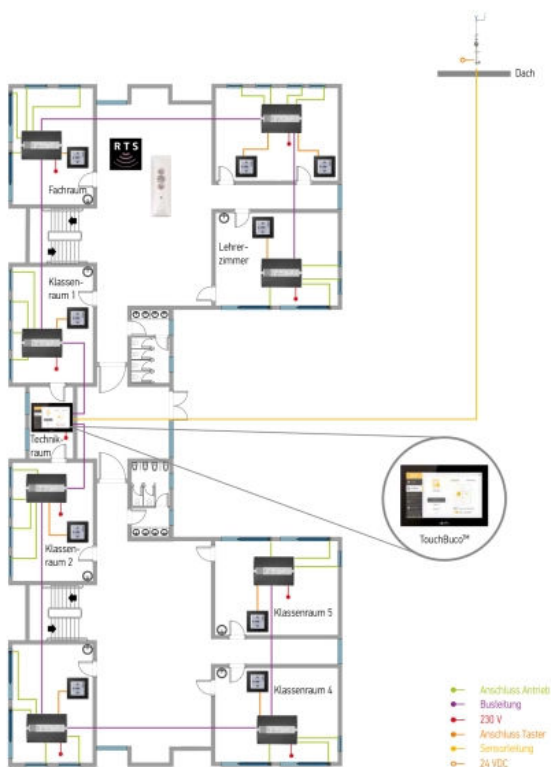 Dach
RTS
Fachraum
Lehrer-
zimmer
Klassen-
raum 1
Technik-
raum
TouchBuco™
Klassen-
raum 2
Klassenraum 5
Klassenraum 4
Anschluss Antrieb
Busleitung
230 V
Anschluss Taster
Sensorleitung
24 VDC